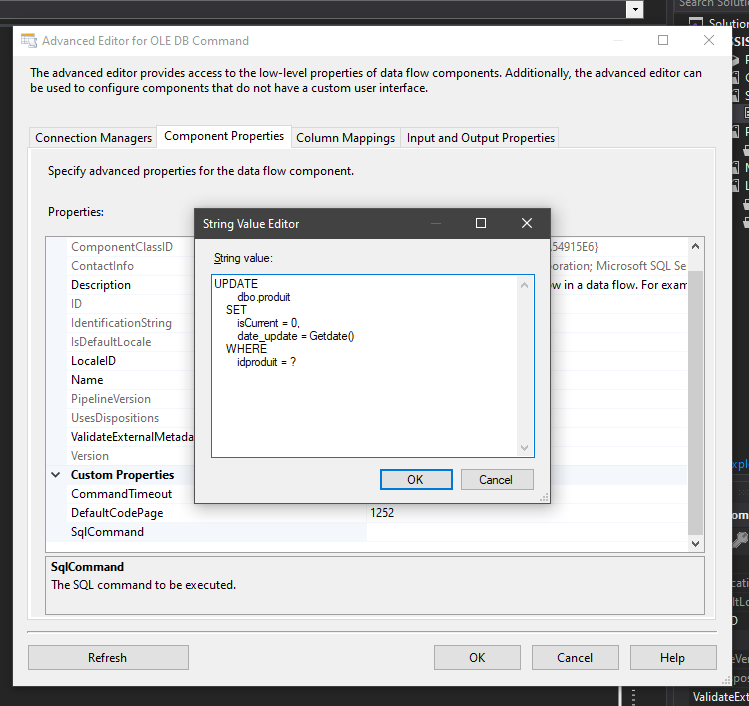 Search Solutio
Solution
SSIS
Advanced Editor for OLE DB Command
The advanced editor provides access to the low-level properties of data flow components. Additionally, the advanced editor can
be used to configure components that do not have a custom user interface.
Connection Managers Component Properties Column Mappings Input and Output Properties
Specify advanced properties for the data flow component.
Properties:
ComponentClassID
54915E6}
ContactInfo
oration; Microsoft SQL Se
Description
w in a data flow. For exam
ID
IdentificationString
IsDefaultLocale
LocaleID
Name
PipelineVersion
UsesDispositions
ValidateExternalMetada
Version
Custom Properties
CommandTimeout
DefaultCodePage 1252
SqlCommand
String Value Editor
String value:
UPDATE
dbo.produit
SET
isCurrent = 0,
date_update = Getdate()
WHERE
idproduit = ?
OK Cancel
SqlCommand
The SQL command to be executed.
Refresh OK Cancel Help
ValidateExt